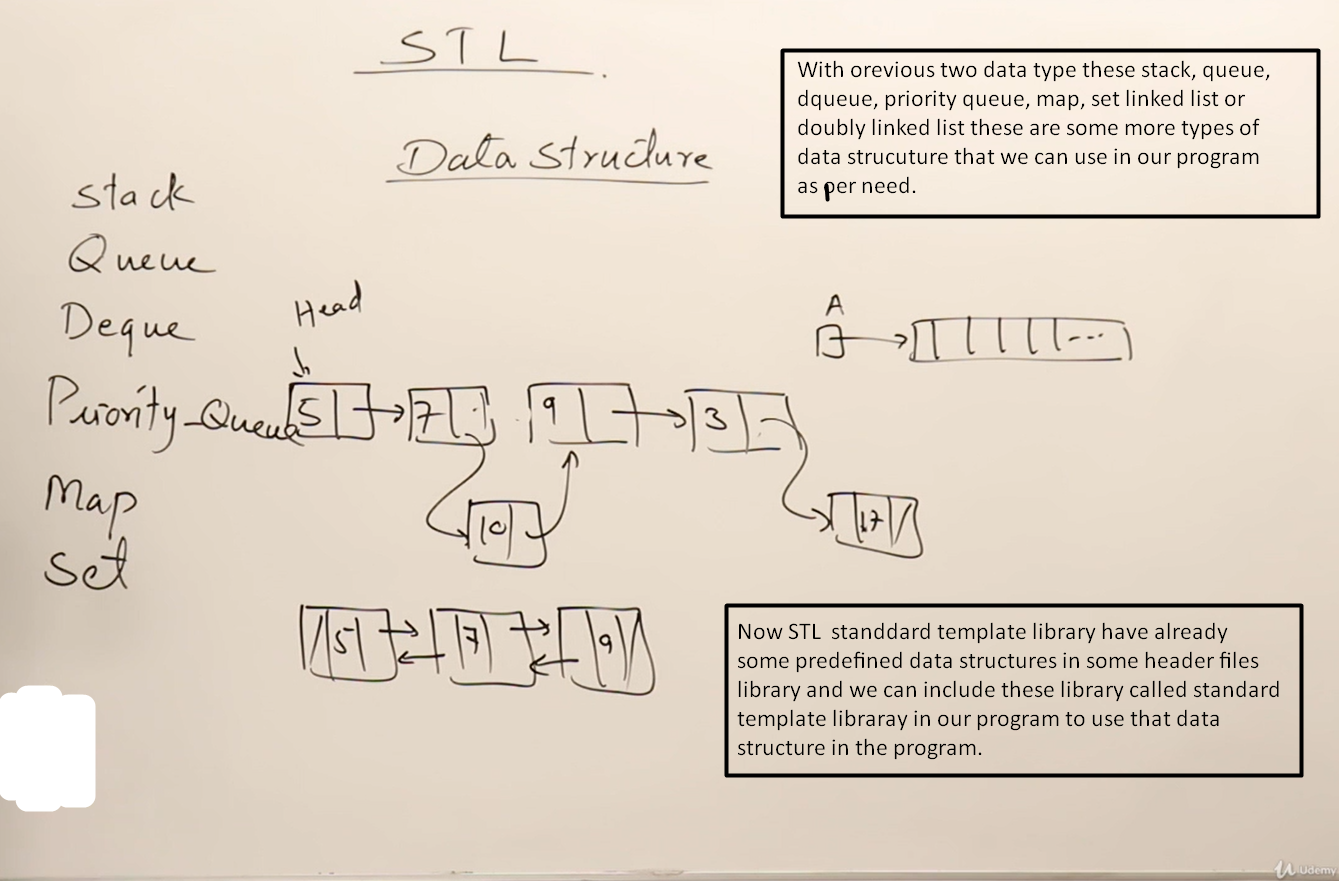 STL
Data Structure
Stack
Queue
Deque
Priority_Queue
Map
Set
Head
5 7 9 3
10
17
5 7 9
A
With orevious two data type these stack, queue,
dqueue, priority queue, map, set linked list or
doubly linked list these are some more types of
data strucuture that we can use in our program
as per need.
Now STL standdard template library have already
some predefined data structures in some header files
library and we can include these library called standard
template libraray in our program to use that data
structure in the program.
Udemy